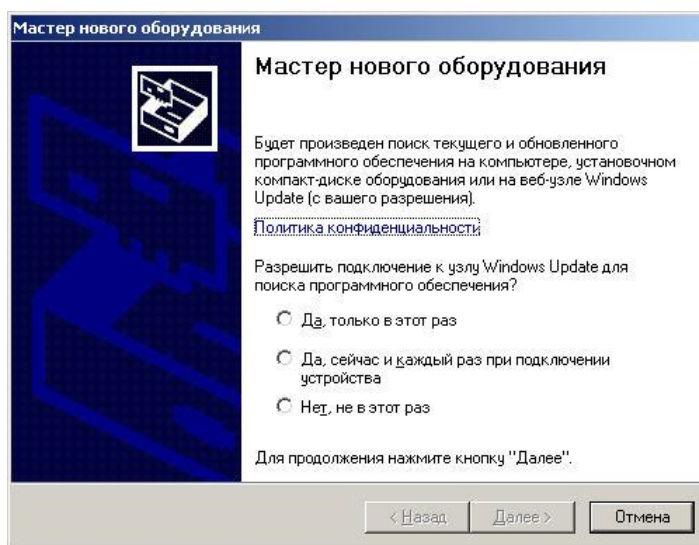 Мастер нового оборудования
Мастер нового оборудования
Будет произведен поиск текущего и обновленного
программного обеспечения на компьютере, установочном
компакт-диске оборудования или на веб-узле Windows
Update (с вашего разрешения).
Политика конфиденциальности
Разрешить подключение к узлу Windows Update для
поиска программного обеспечения?
Да, только в этот раз
Да, сейчас и каждый раз при подключении
устройства
Нет, не в этот раз
Для продолжения нажмите кнопку "Далее".
< Назад Далее > Отмена